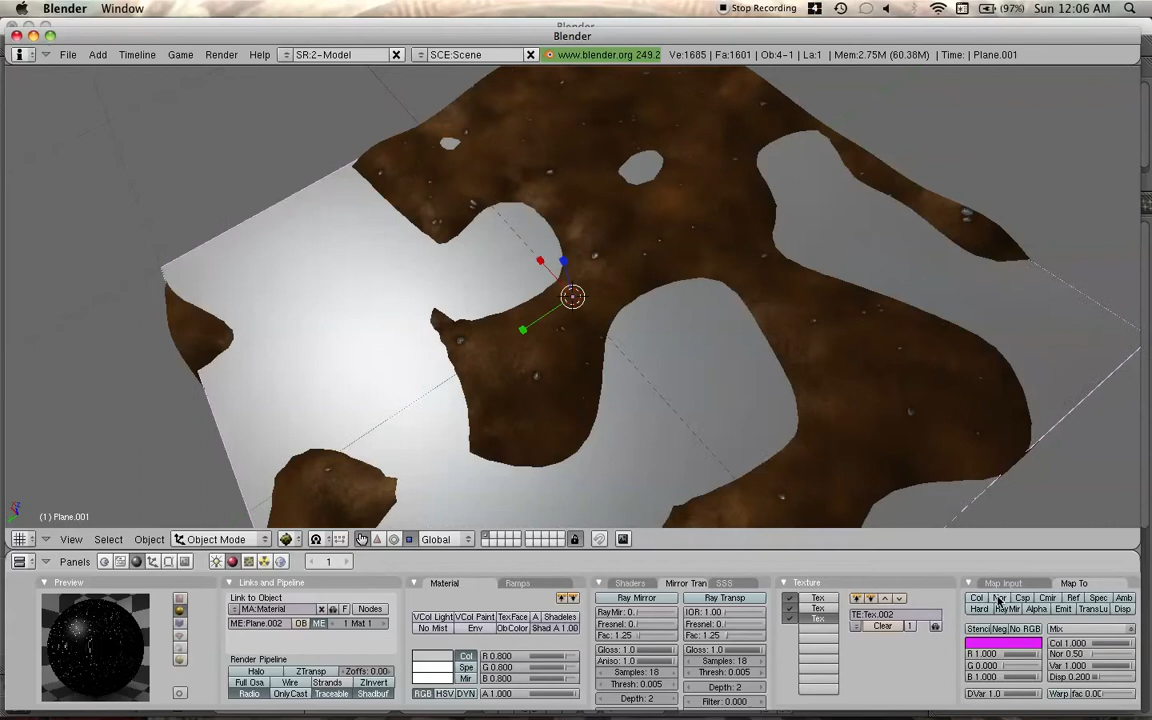 Blender Window Stop Recording (97%) Sun 12:06 AM
Blender
Blender
File Add Timeline Game Render Help SR:2-Model SCE:Scene www.blender.org 249.2 Ve:1685 | Fa:1601 | Ob:4-1 | La:1 | Mem:2.75M (60.38M) | Time: | Plane.001
(1) Plane.001
View Select Object Object Mode Global
Panels 1
Preview Links and Pipeline Material Ramps Shaders Mirror Tran SSS Texture Map Input Map To
Link to Object
MA:Material F Nodes
ME:Plane.002 OB ME 1 Mat 1
Render Pipeline
Halo ZTransp Zoffs: 0.00
Full Osa Wire Strands ZInvert
Radio OnlyCast Traceable Shadbuf
VCol Light VCol Paint TexFace A Shadeless
No Mist Env ObColor Shad A 1.00
Col R 0.800
Spe G 0.800
Mir B 0.800
RGB HSV DYN A 1.000
Ray Mirror Ray Transp
RayMir: 0. IOR: 1.00
Fresnel: 0. Fresnel: 0.
Fac: 1.25 Fac: 1.25
Gloss: 1.0 Gloss: 1.0
Aniso: 1.0 Samples: 18
Samples: 18 Thresh: 0.005
Thresh: 0.005
Depth: 2 Depth: 2
Filter: 0.000
Tex
Tex
Tex
TE:Tex.002
Clear 1
Col Nor Csp Cmir Ref Spec Amb
Hard RayMir Alpha Emit TransLu Disp
Stencil Neg No RGB Mix
Col 1.000
R 1.000 Nor 0.50
G 0.000 Var 1.000
B 1.000 Disp 0.200
DVar 1.0 Warp fac 0.00